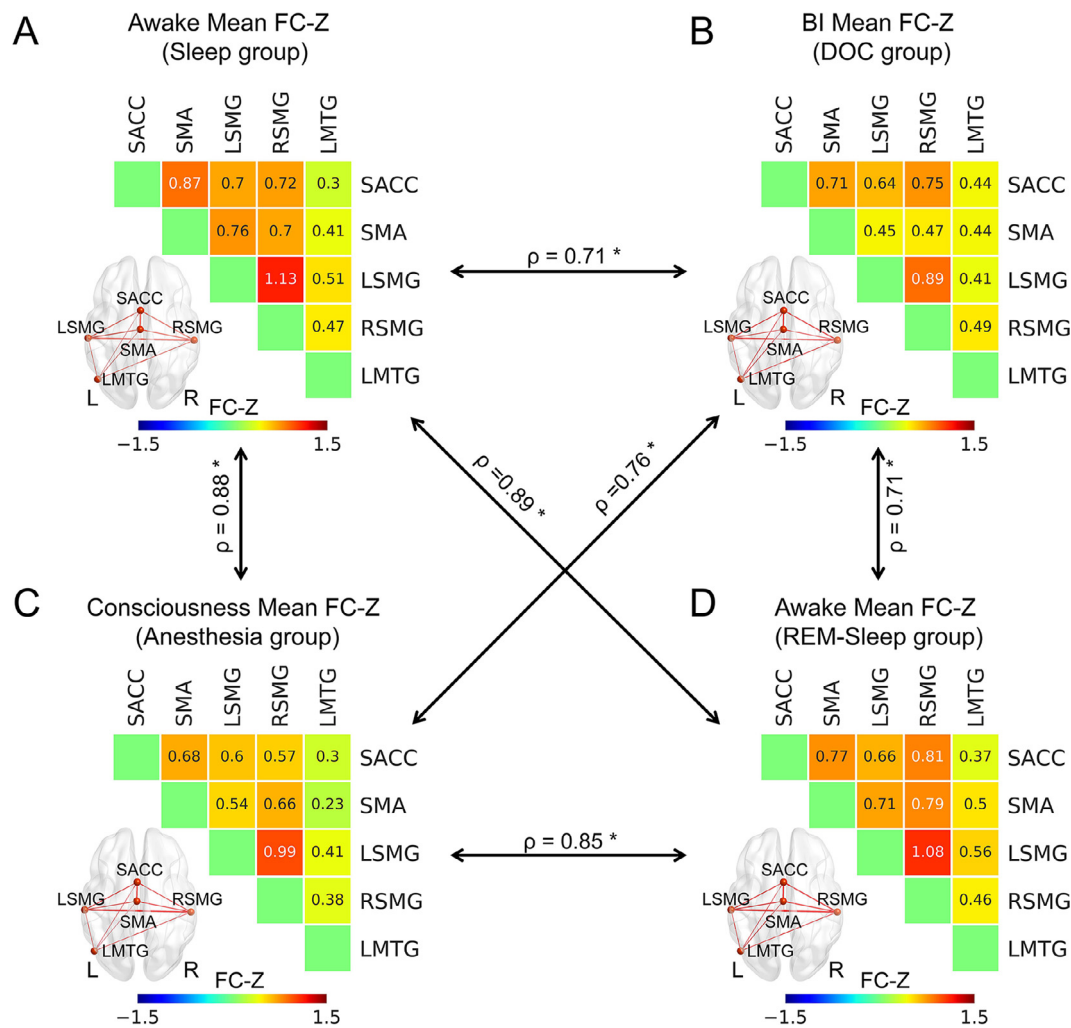 A
Awake Mean FC-Z
(Sleep group)
SACC
SMA
LSMG
RSMG
LMTG
0.87 0.7 0.72 0.3 SACC
0.76 0.7 0.41 SMA
1.13 0.51 LSMG
0.47 RSMG
LMTG
SACC
LSMG RSMG
SMA
LMTG
L R
FC-Z
−1.5 1.5
ρ = 0.71 *
B
BI Mean FC-Z
(DOC group)
SACC
SMA
LSMG
RSMG
LMTG
0.71 0.64 0.75 0.44 SACC
0.45 0.47 0.44 SMA
0.89 0.41 LSMG
0.49 RSMG
LMTG
SACC
LSMG RSMG
SMA
LMTG
L R
FC-Z
−1.5 1.5
ρ = 0.88 *
ρ =0.89 *
ρ =0.76 *
ρ = 0.71 *
C
Consciousness Mean FC-Z
(Anesthesia group)
SACC
SMA
LSMG
RSMG
LMTG
0.68 0.6 0.57 0.3 SACC
0.54 0.66 0.23 SMA
0.99 0.41 LSMG
0.38 RSMG
LMTG
SACC
LSMG RSMG
SMA
LMTG
L R
FC-Z
−1.5 1.5
ρ = 0.85 *
D
Awake Mean FC-Z
(REM-Sleep group)
SACC
SMA
LSMG
RSMG
LMTG
0.77 0.66 0.81 0.37 SACC
0.71 0.79 0.5 SMA
1.08 0.56 LSMG
0.46 RSMG
LMTG
SACC
LSMG RSMG
SMA
LMTG
L R
FC-Z
−1.5 1.5